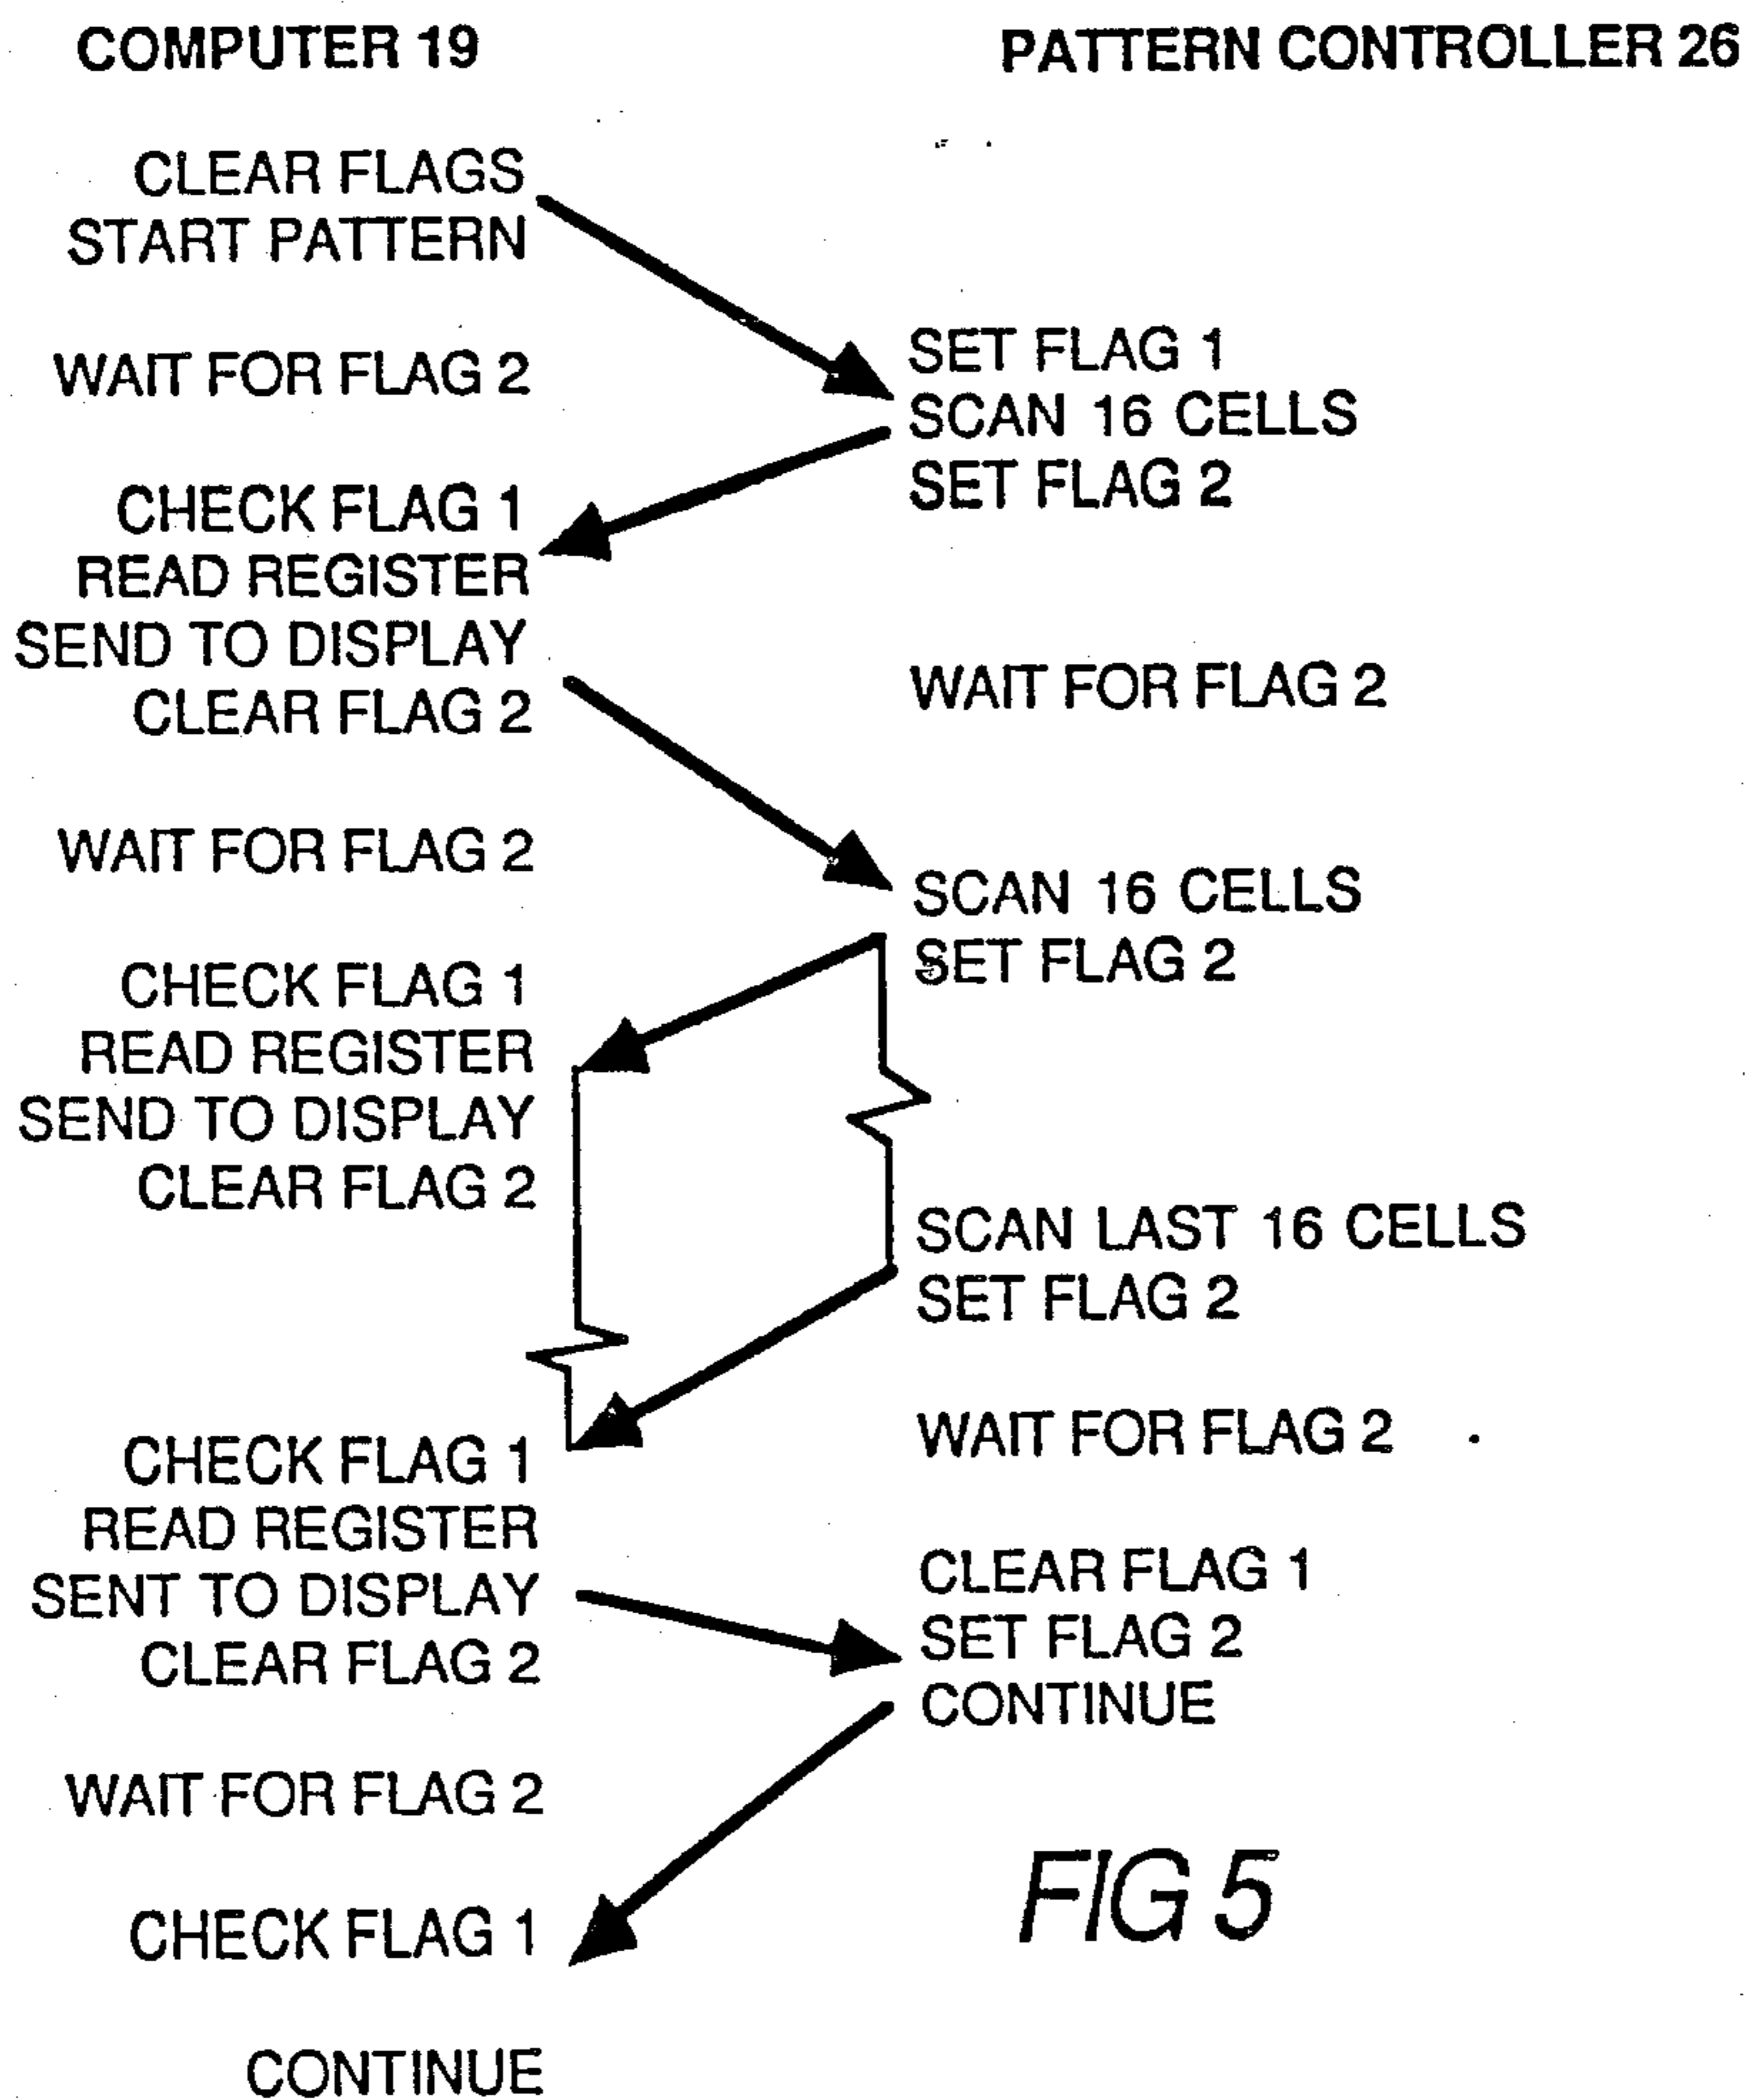 COMPUTER 19
CLEAR FLAGS
START PATTERN
WAIT FOR FLAG 2
CHECK FLAG 1
READ REGISTER
SEND TO DISPLAY
CLEAR FLAG 2
WAIT FOR FLAG 2
CHECK FLAG 1
READ REGISTER
SEND TO DISPLAY
CLEAR FLAG 2
CHECK FLAG 1
READ REGISTER
SENT TO DISPLAY
CLEAR FLAG 2
WAIT FOR FLAG 2
CHECK FLAG 1
CONTINUE
PATTERN CONTROLLER 26
SET FLAG 1
SCAN 16 CELLS
SET FLAG 2
WAIT FOR FLAG 2
SCAN 16 CELLS
SET FLAG 2
SCAN LAST 16 CELLS
SET FLAG 2
WAIT FOR FLAG 2
CLEAR FLAG 1
SET FLAG 2
CONTINUE
FIG 5